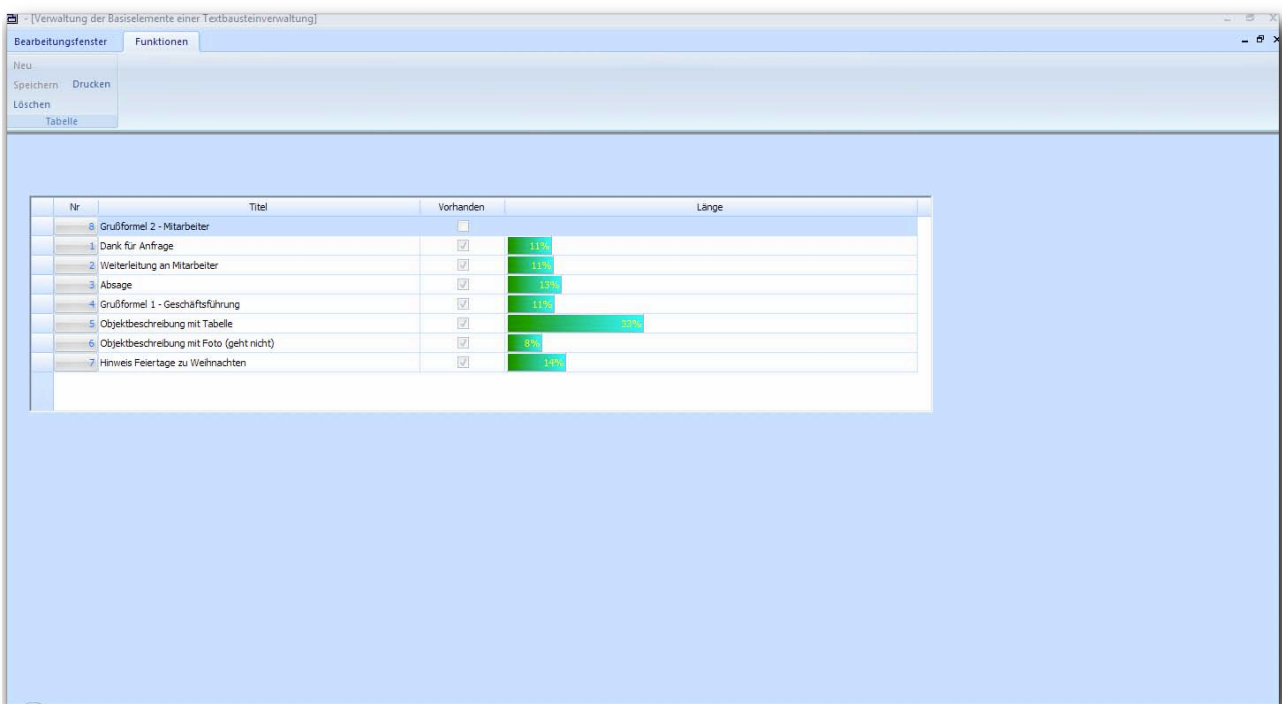 - [Verwaltung der Basiselemente einer Textbausteinverwaltung]
Bearbeitungsfenster Funktionen
Neu
Speichern Drucken
Löschen
Tabelle
Nr Titel Vorhanden Länge
8 Grußformel 2 - Mitarbeiter
1 Dank für Anfrage 11%
2 Weiterleitung an Mitarbeiter 11%
3 Absage 13%
4 Grußformel 1 - Geschäftsführung 11%
5 Objektbeschreibung mit Tabelle 33%
6 Objektbeschreibung mit Foto (geht nicht) 8%
7 Hinweis Feiertage zu Weihnachten 14%